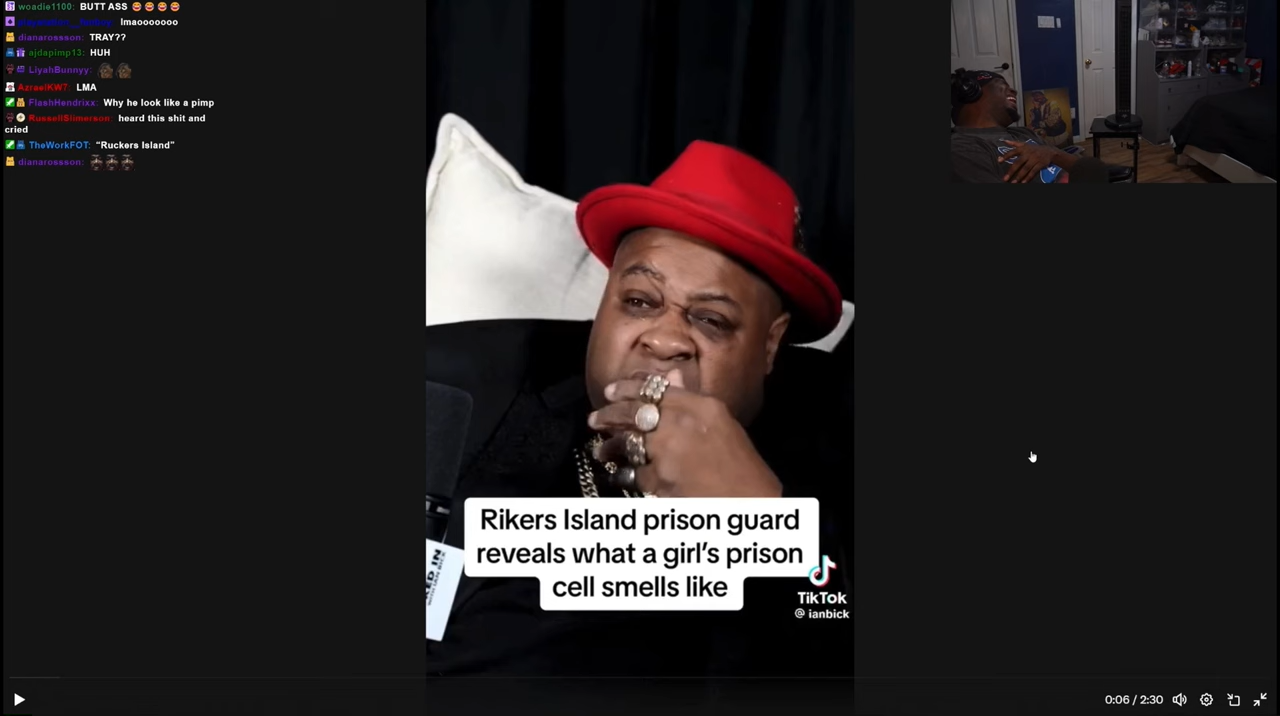 woadie1100: BUTT ASS
lmaooooooo
dianarossson: TRAY??
ajdapimp13: HUH
LiyahBunnyy:
AzraelKW7: LMA
FlashHendrixx: Why he look like a pimp
RussellSlimerson: heard this shit and
cried
TheWorkFOT: “Ruckers Island”
dianarossson:
Rikers Island prison guard
reveals what a girl’s prison
cell smells like
TikTok
@ ianbick
0:06 / 2:30